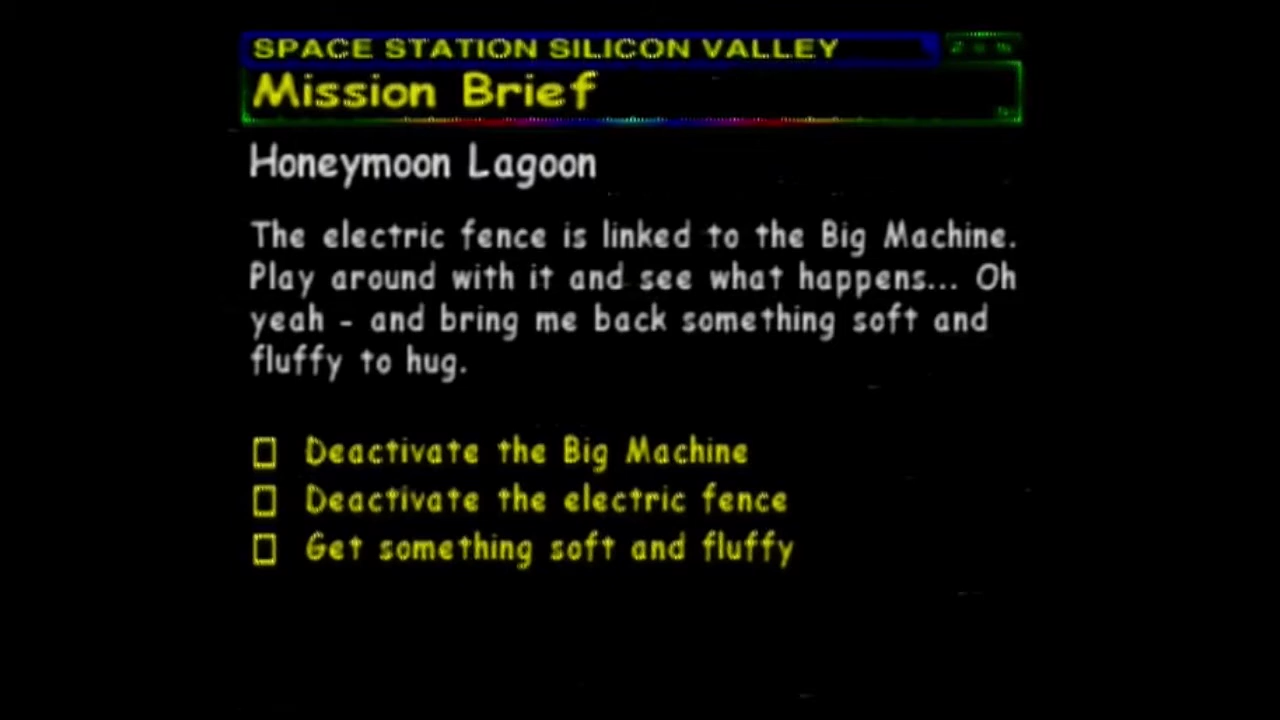 SPACE STATION SILICON VALLEY
Mission Brief
Honeymoon Lagoon
The electric fence is linked to the Big Machine.
Play around with it and see what happens... Oh
yeah - and bring me back something soft and
fluffy to hug.
Deactivate the Big Machine
Deactivate the electric fence
Get something soft and fluffy